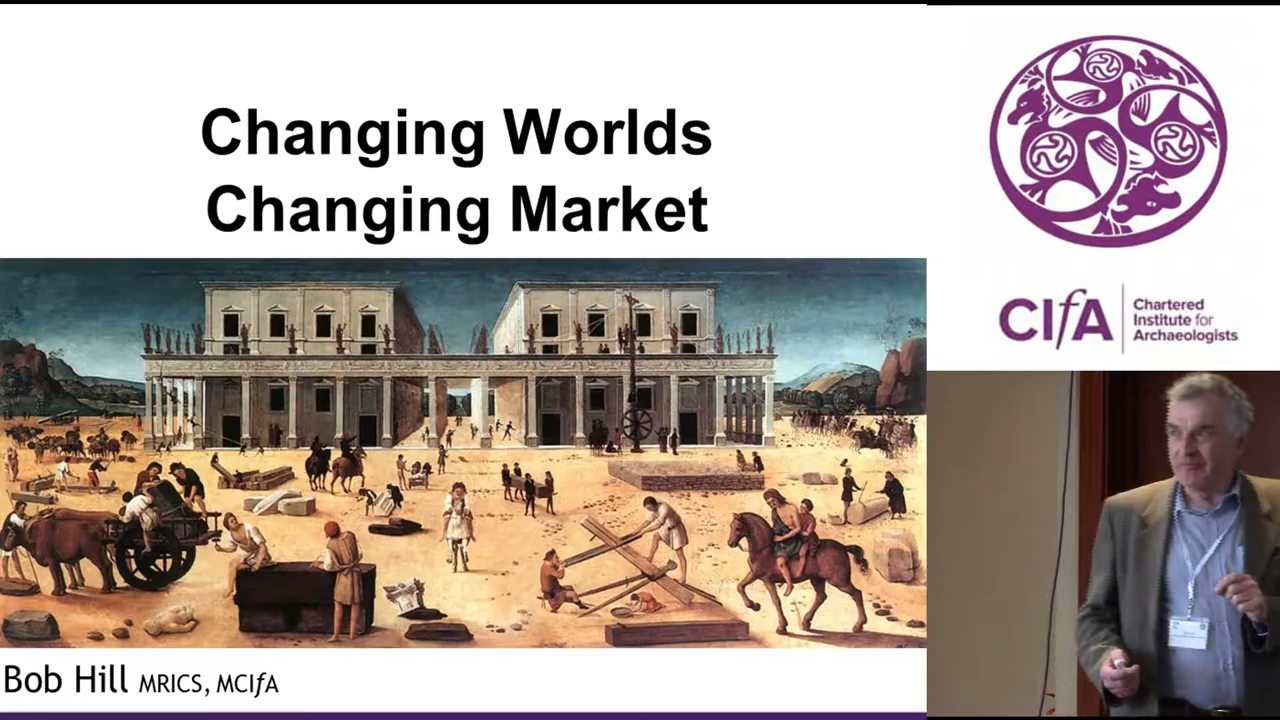 Changing Worlds
Changing Market
Bob Hill MRICS, MCIfA
CIfA
Chartered
Institute for
Archaeologists